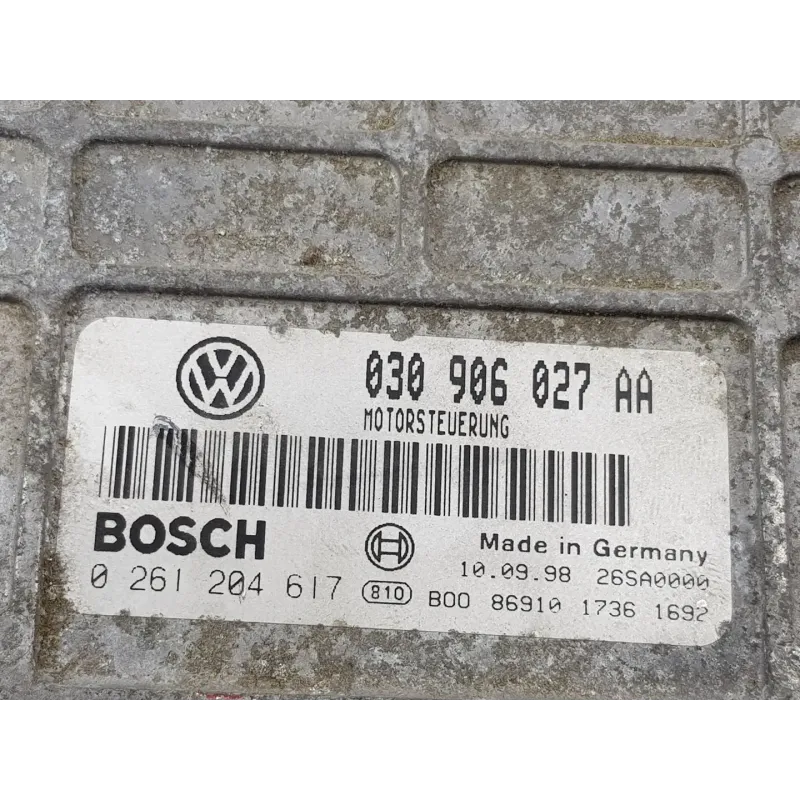 030 906 027 AA
MOTORSTEUERUNG
BOSCH
Made in Germany
10.09.98 26SA0000
0 261 204 617 810 B00 86910 1736 1692